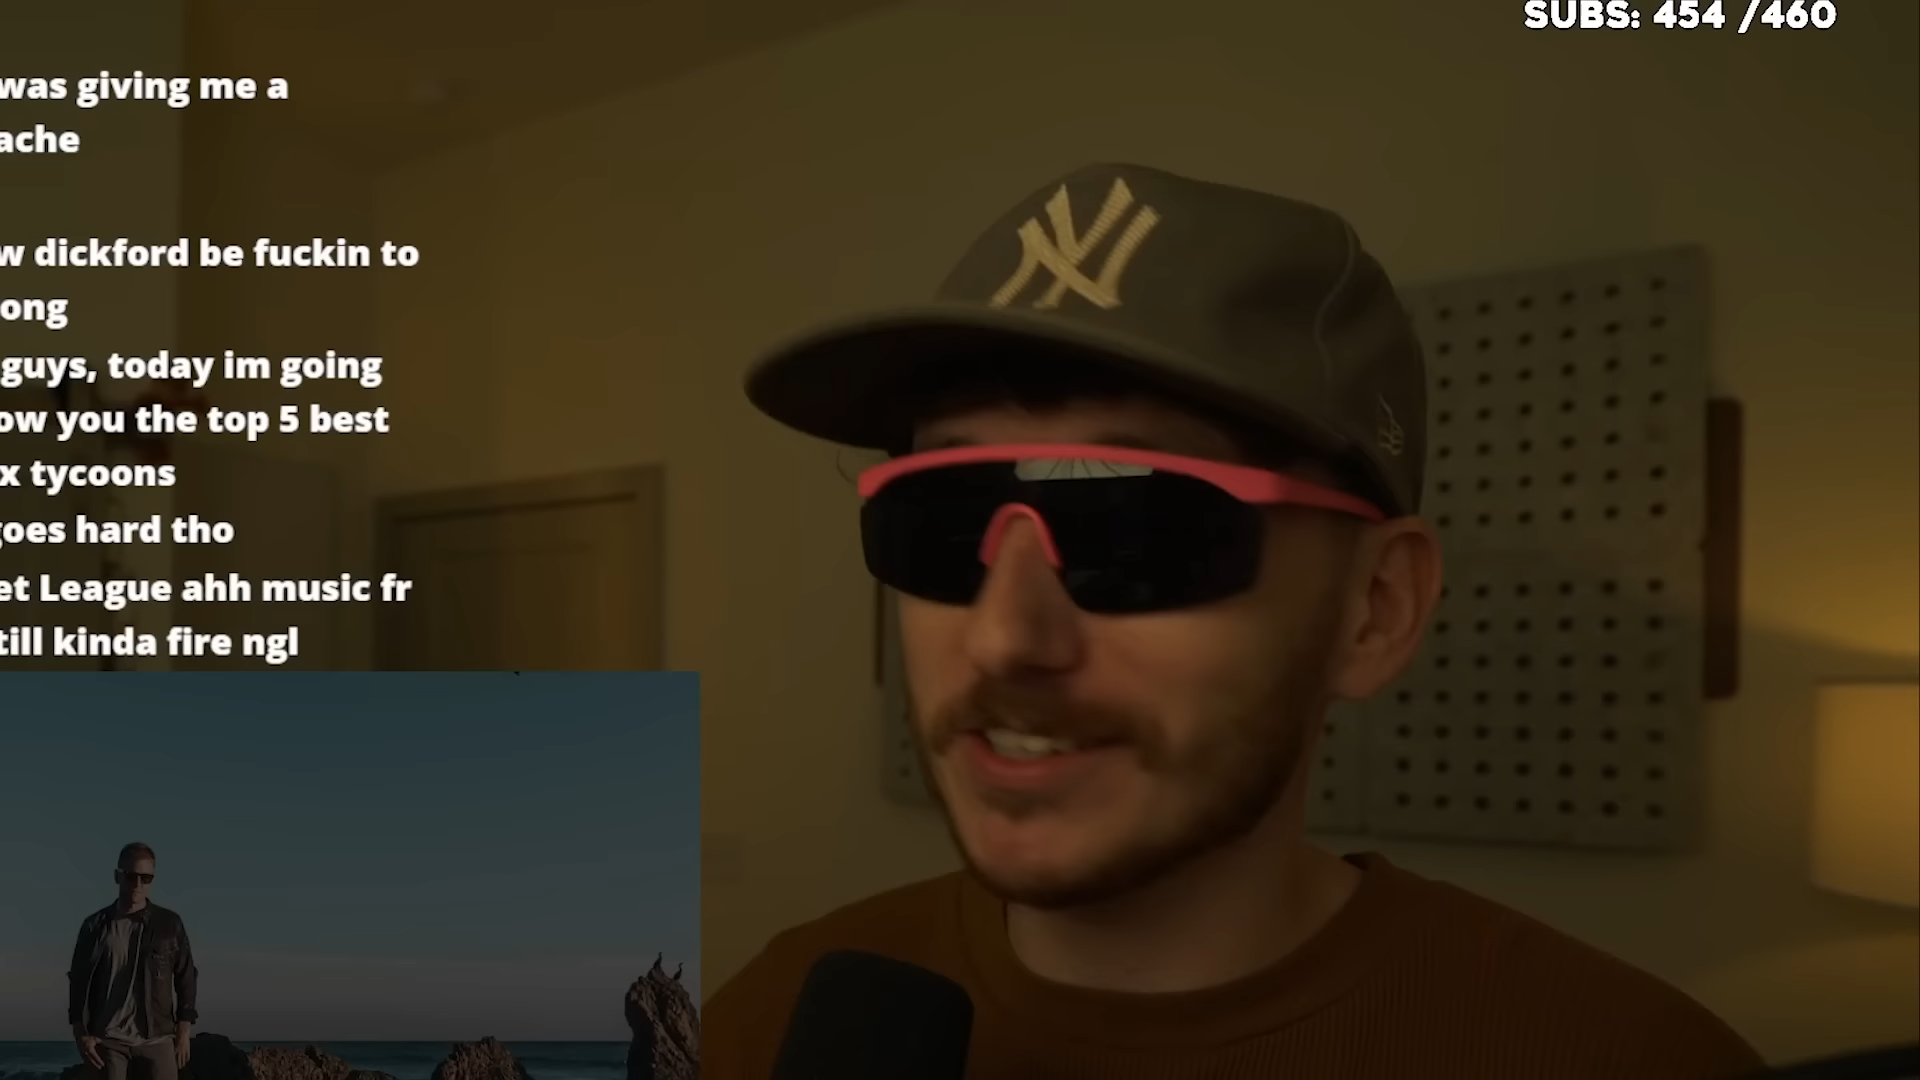 SUBS: 454 /460
was giving me a
ache
w dickford be fuckin to
ong
guys, today im going
ow you the top 5 best
x tycoons
goes hard tho
et League ahh music fr
till kinda fire ngl
NY